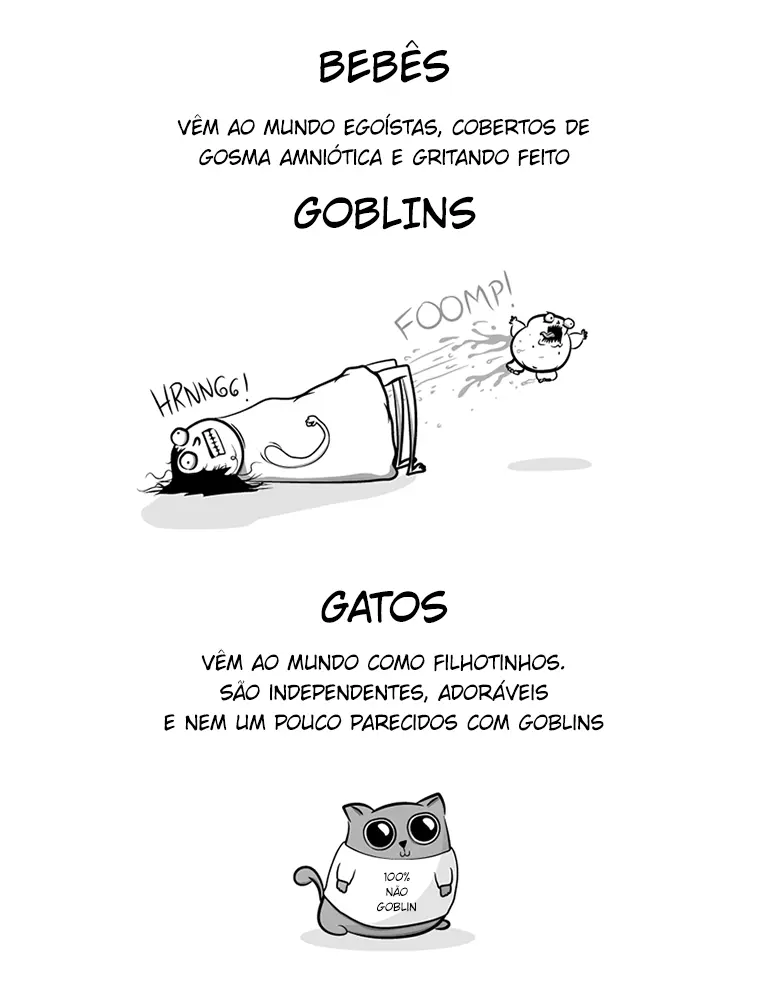 BEBÊS
VÊM AO MUNDO EGOÍSTAS, COBERTOS DE
GOSMA AMNIÓTICA E GRITANDO FEITO
GOBLINS
FOOMP!
HRNNGG!
GATOS
VÊM AO MUNDO COMO FILHOTINHOS.
SÃO INDEPENDENTES, ADORÁVEIS
E NEM UM POUCO PARECIDOS COM GOBLINS
100%
NÃO
GOBLIN